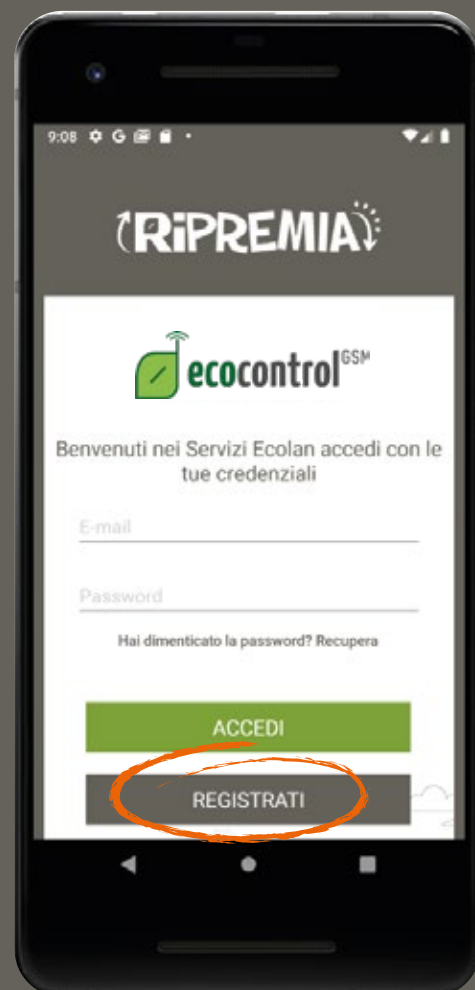 9:08
RiPREMIA
ecocontrol GSM
Benvenuti nei Servizi Ecolan accedi con le
tue credenziali
E-mail
Password
Hai dimenticato la password? Recupera
ACCEDI
REGISTRATI